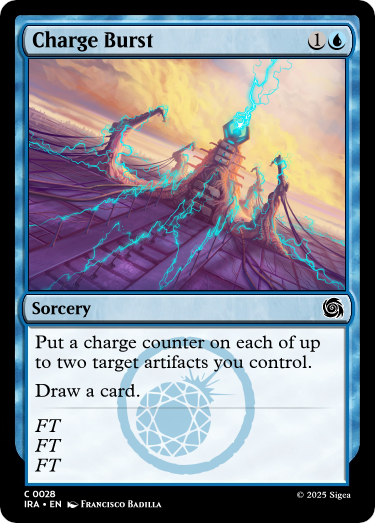 Charge Burst 1
Sorcery
Put a charge counter on each of up
to two target artifacts you control.
Draw a card.
FT
FT
FT
C 0028
IRA • EN Francisco Badilla
© 2025 Sigea